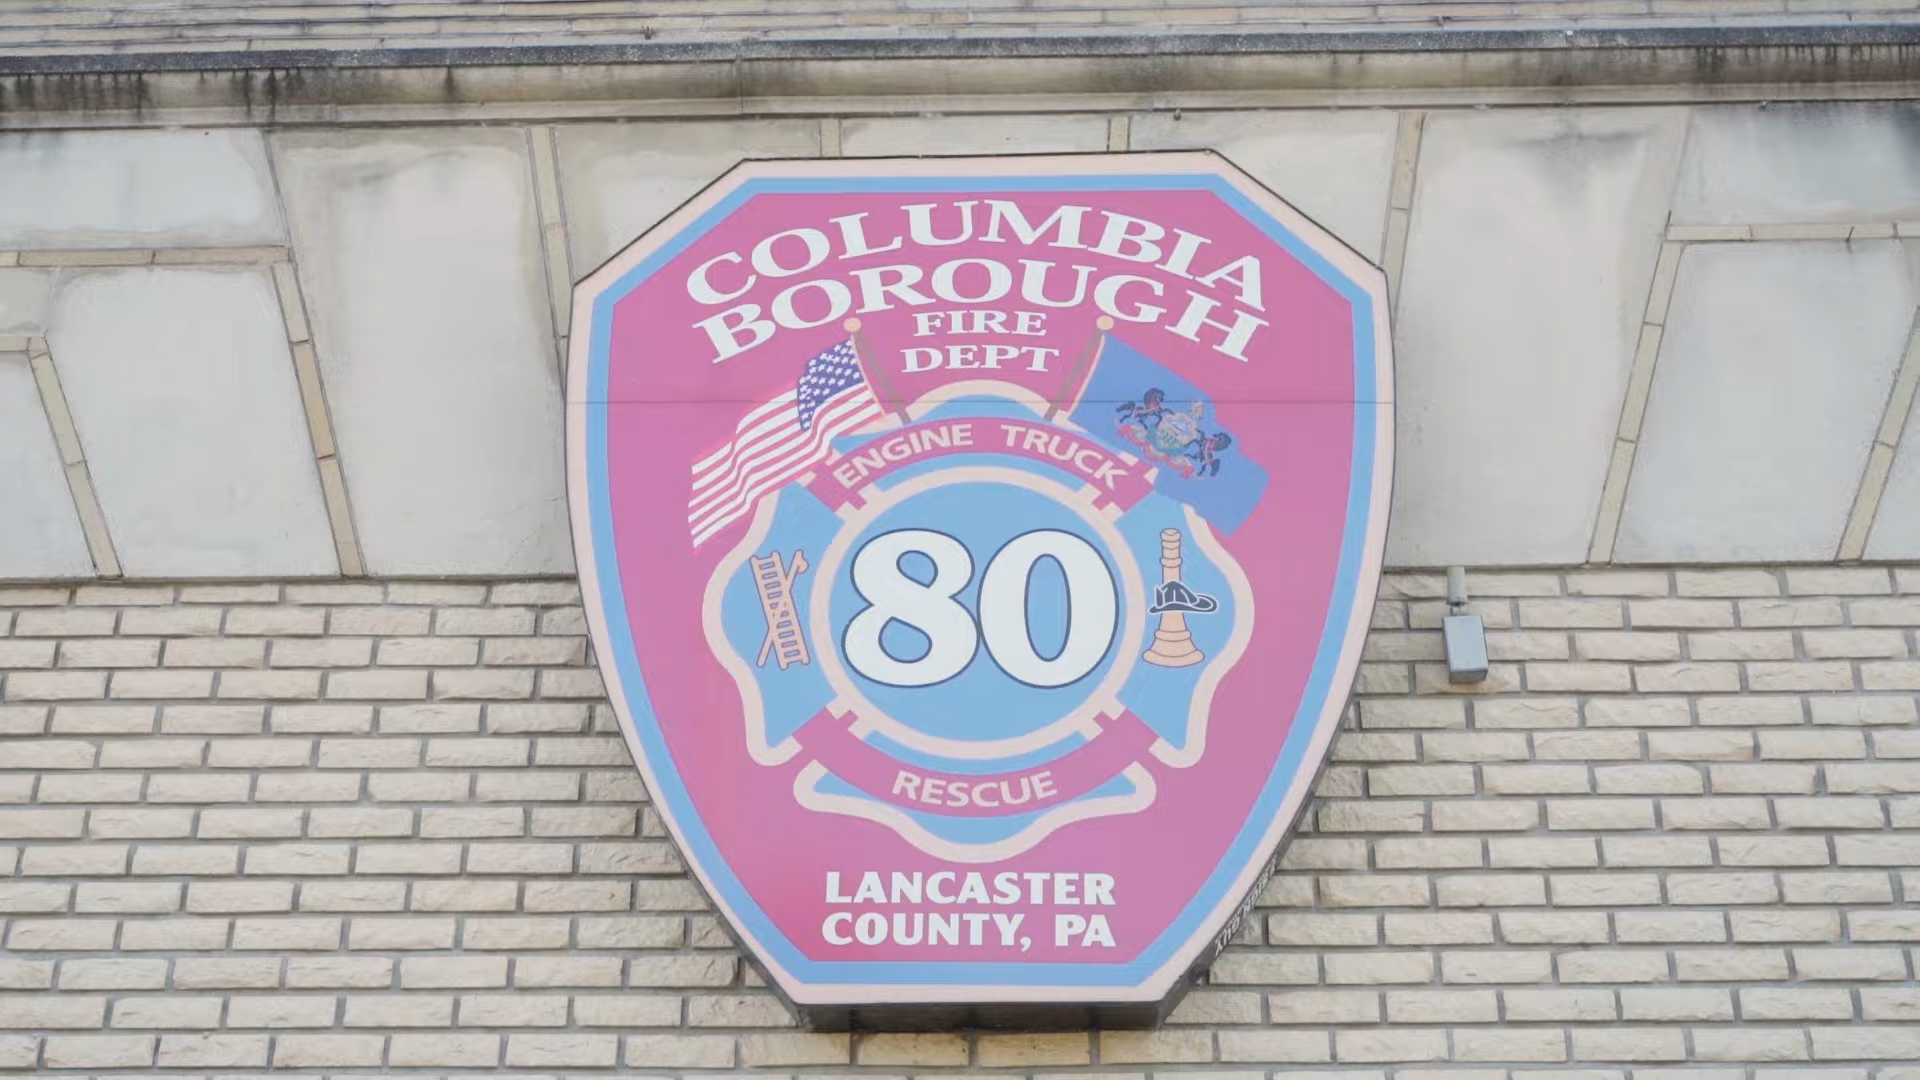 COLUMBIA
BOROUGH
FIRE
DEPT
ENGINE TRUCK
80
RESCUE
LANCASTER
COUNTY, PA